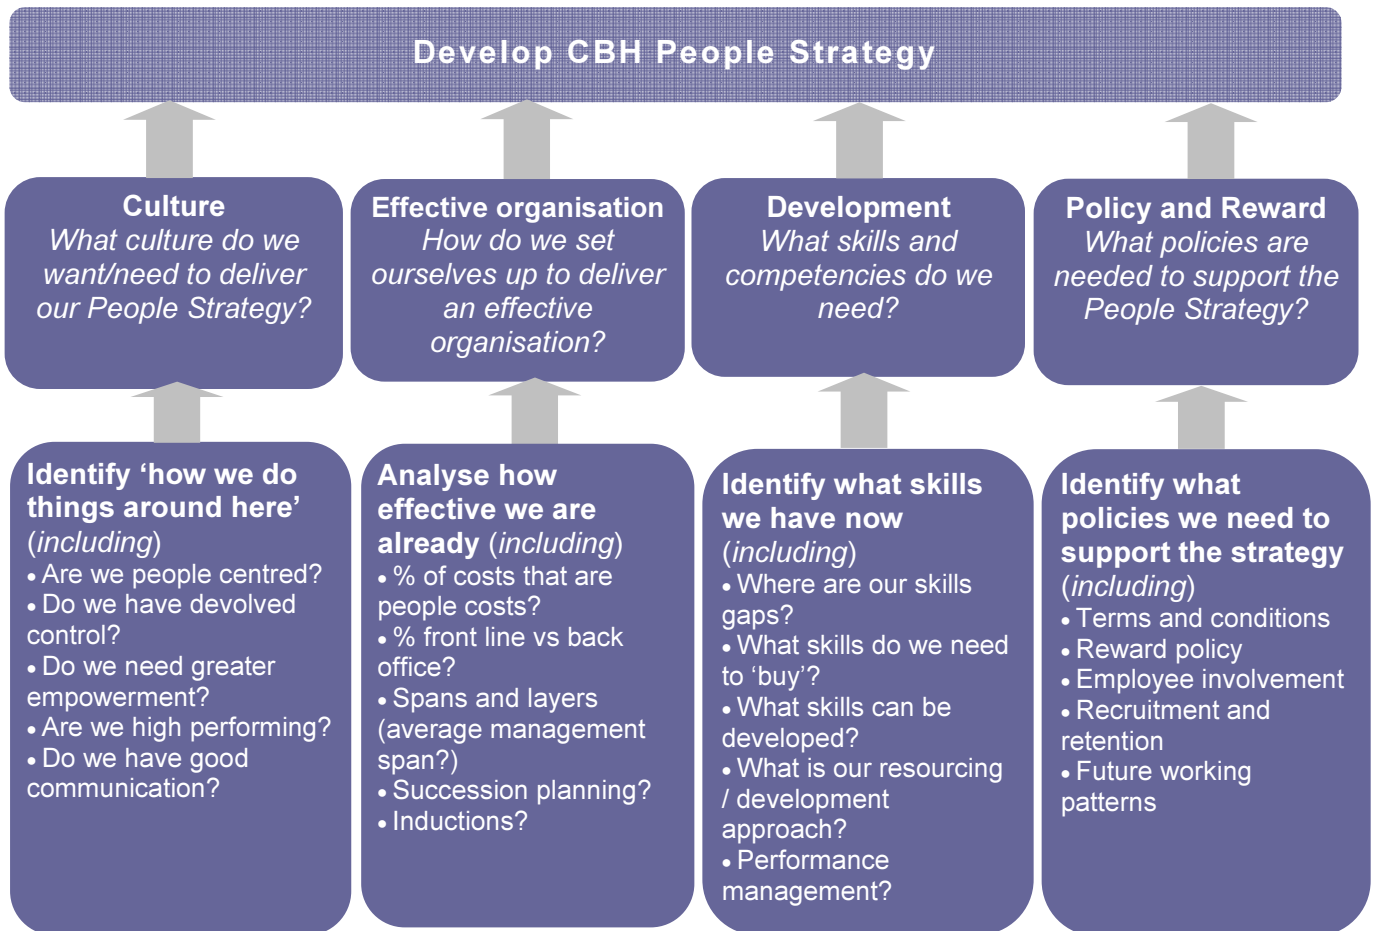 Develop CBH People Strategy
Culture
What culture do we
want/need to deliver
our People Strategy?
Effective organisation
How do we set
ourselves up to deliver
an effective
organisation?
Development
What skills and
competencies do we
need?
Policy and Reward
What policies are
needed to support the
People Strategy?
Identify ‘how we do
things around here’
(including)
• Are we people centred?
• Do we have devolved
control?
• Do we need greater
empowerment?
• Are we high performing?
• Do we have good
communication?
Analyse how
effective we are
already (including)
• % of costs that are
people costs?
• % front line vs back
office?
• Spans and layers
(average management
span?)
• Succession planning?
• Inductions?
Identify what skills
we have now
(including)
• Where are our skills
gaps?
• What skills do we need
to ‘buy’?
• What skills can be
developed?
• What is our resourcing
/ development
approach?
• Performance
management?
Identify what
policies we need to
support the strategy
(including)
• Terms and conditions
• Reward policy
• Employee involvement
• Recruitment and
retention
• Future working
patterns